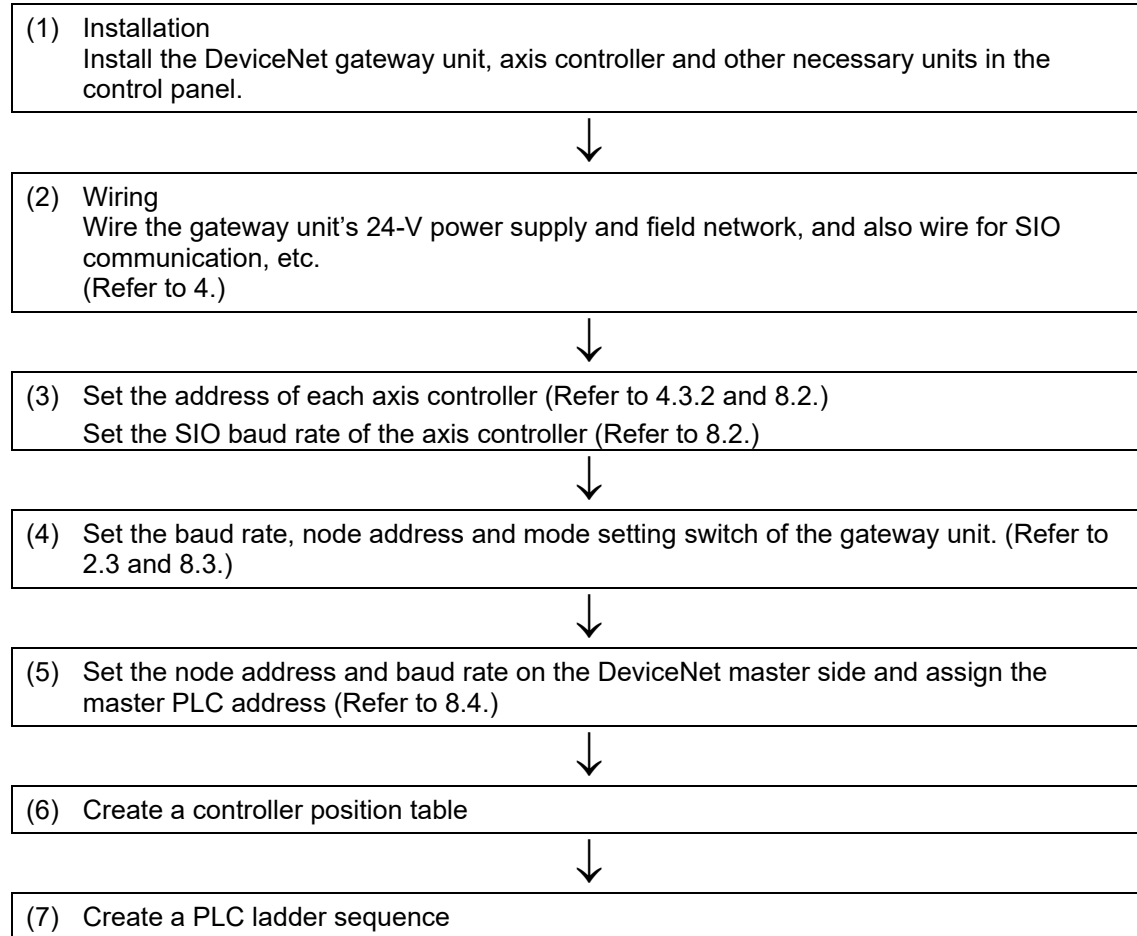 (1) Installation
Install the DeviceNet gateway unit, axis controller and other necessary units in the
control panel.
(2) Wiring
Wire the gateway unit’s 24-V power supply and field network, and also wire for SIO
communication, etc.
(Refer to 4.)
(3) Set the address of each axis controller (Refer to 4.3.2 and 8.2.)
Set the SIO baud rate of the axis controller (Refer to 8.2.)
(4) Set the baud rate, node address and mode setting switch of the gateway unit. (Refer to
2.3 and 8.3.)
(5) Set the node address and baud rate on the DeviceNet master side and assign the
master PLC address (Refer to 8.4.)
(6) Create a controller position table
(7) Create a PLC ladder sequence